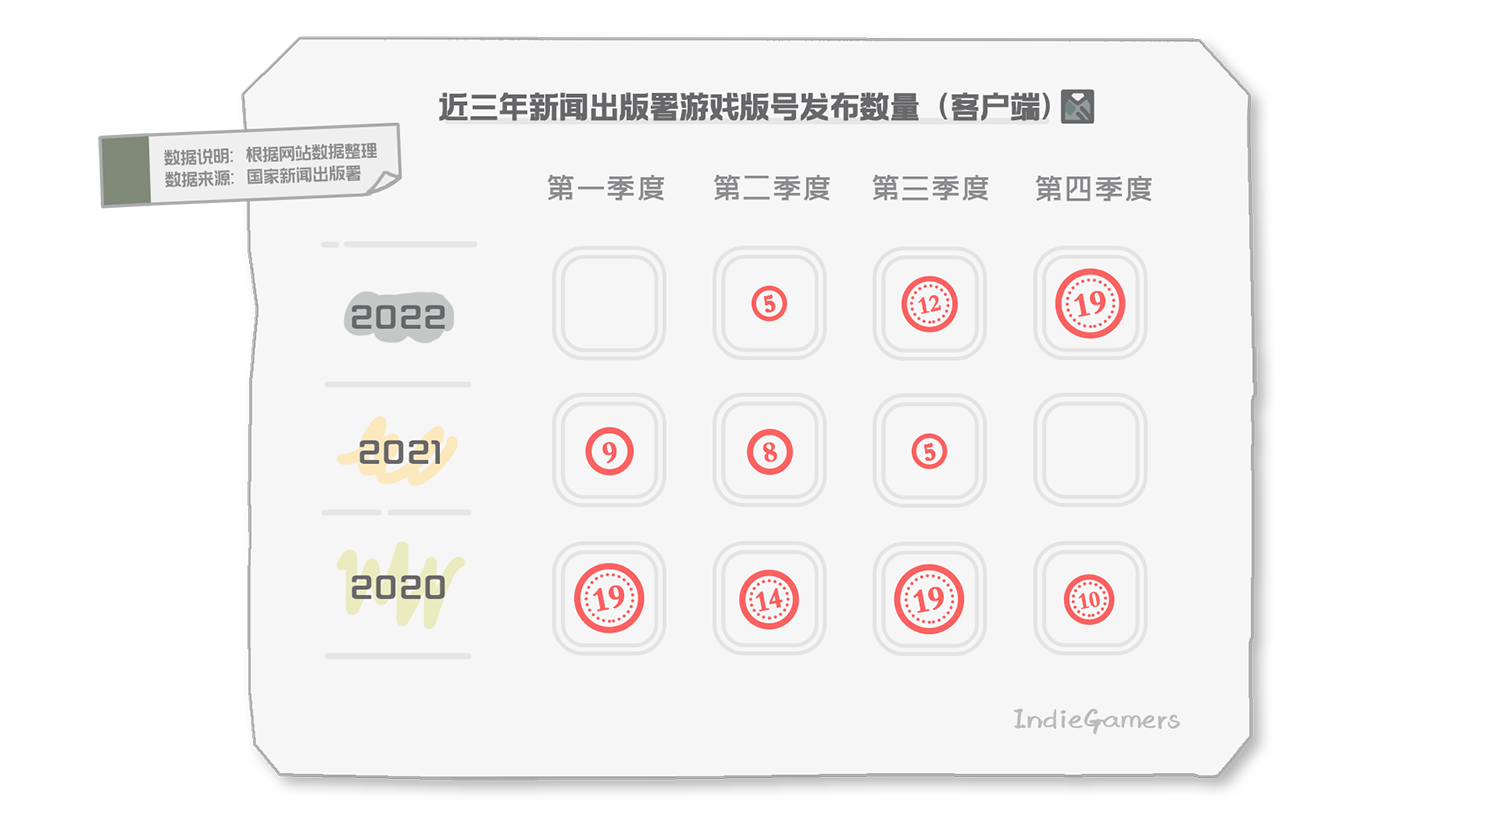 近三年新闻出版署游戏版号发布数量（客户端）
数据说明：根据网站数据整理
数据来源：国家新闻出版署
第一季度 第二季度 第三季度 第四季度
2022 5 12 19
2021 9 8 5
2020 19 14 19 10
IndieGamers